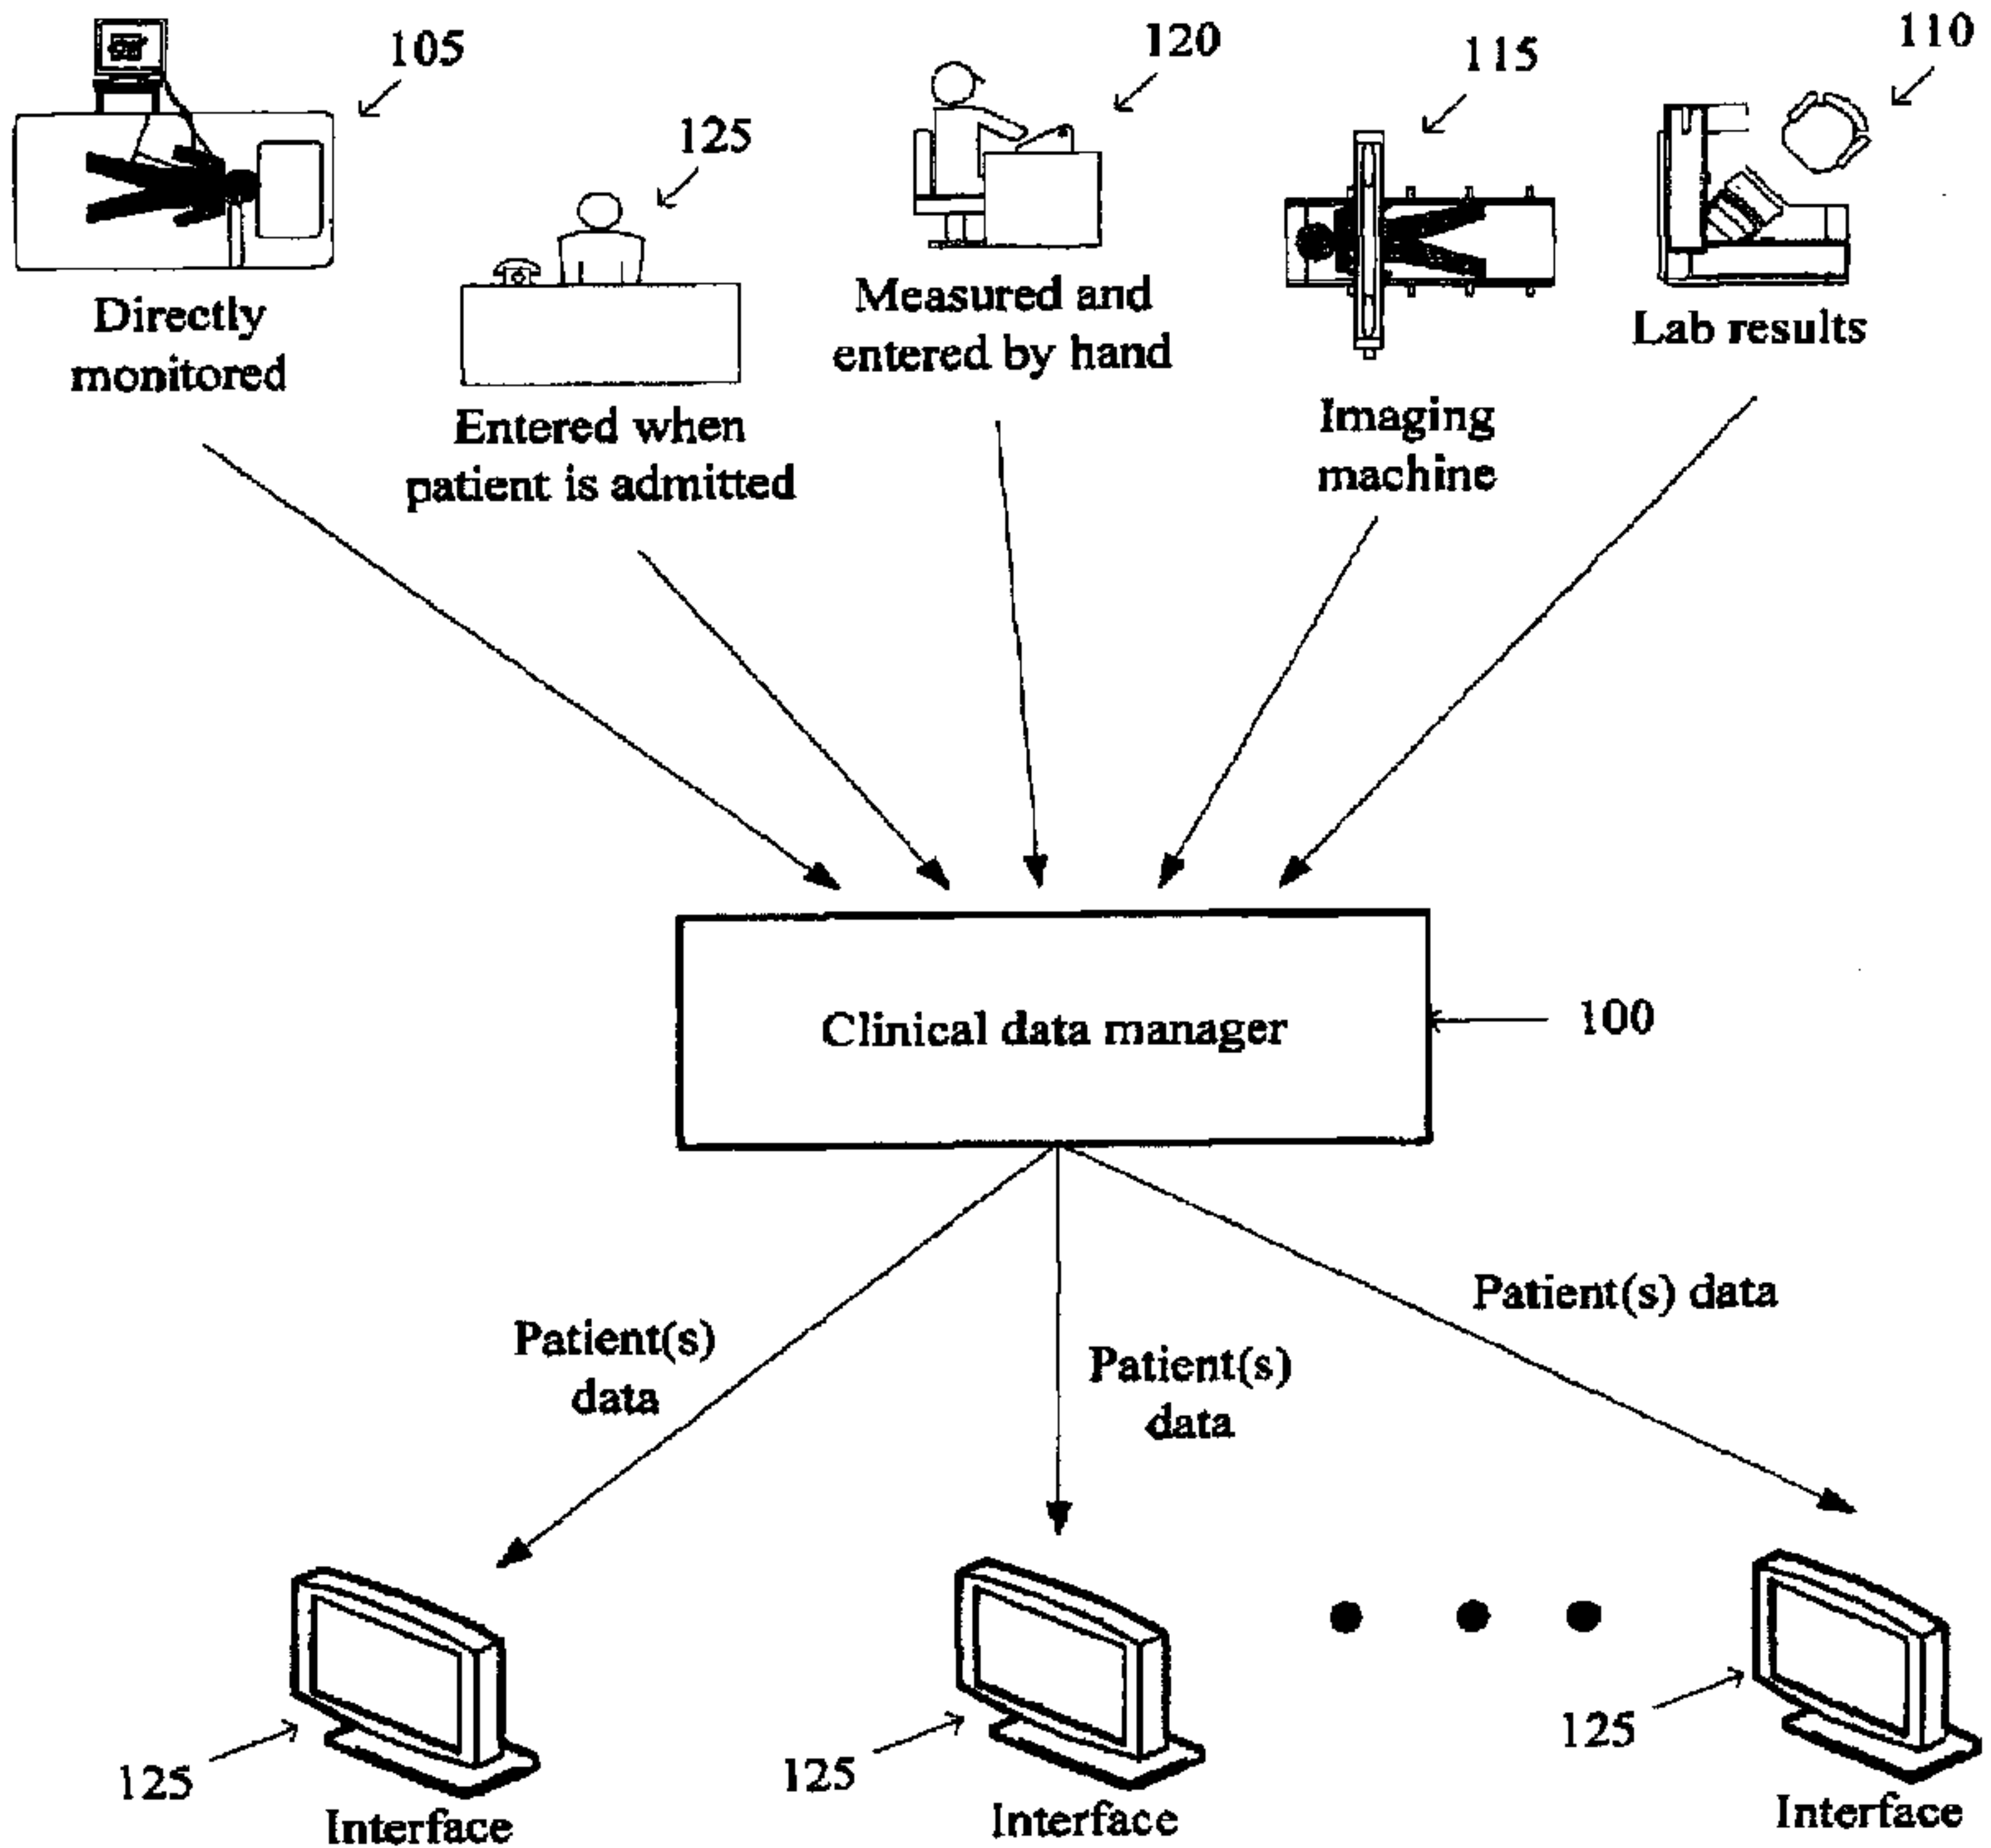 105
125
120
115
110
Directly
monitored
Entered when
patient is admitted
Measured and
entered by hand
Imaging
machine
Lab results
Clinical data manager
100
Patient(s)
data
Patient(s)
data
Patient(s) data
125
Interface
125
Interface
125
Interface